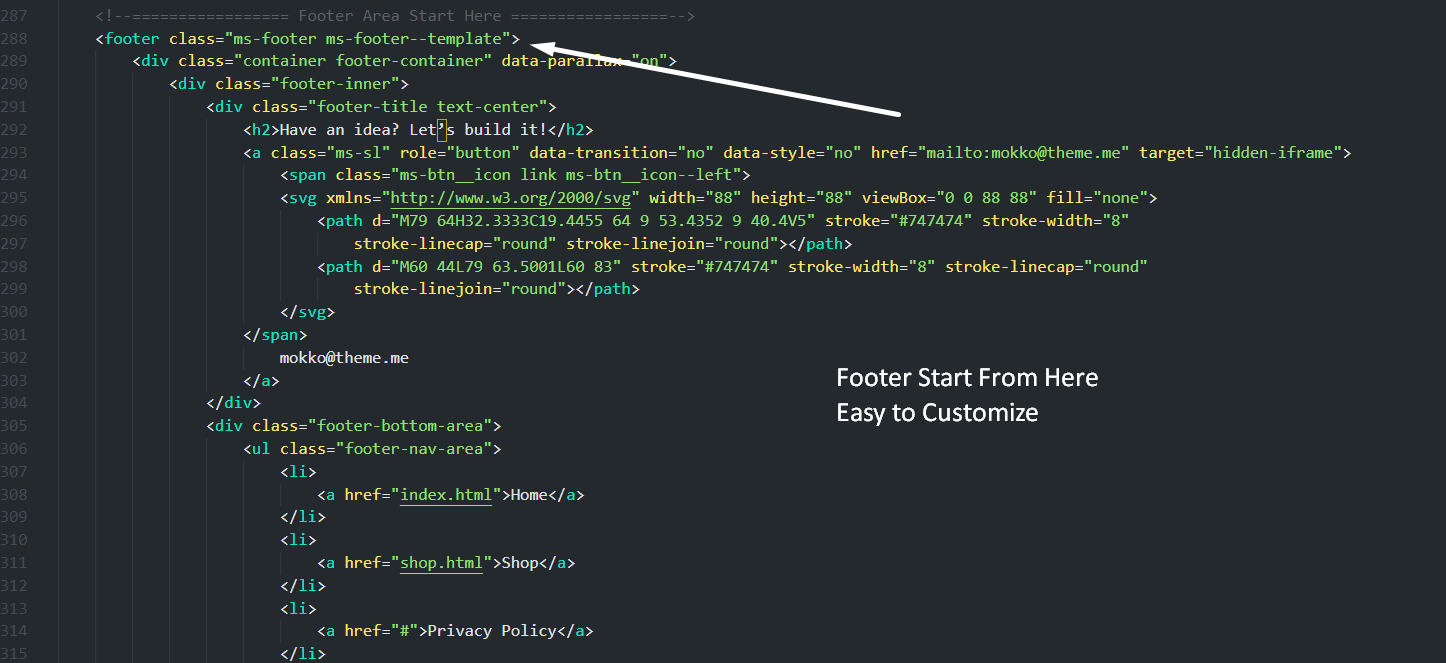 287 <!--================= Footer Area Start Here =================-->
288 <footer class="ms-footer ms-footer--template">
289 <div class="container footer-container" data-parallax="on">
290 <div class="footer-inner">
291 <div class="footer-title text-center">
292 <h2>Have an idea? Let’s build it!</h2>
293 <a class="ms-sl" role="button" data-transition="no" data-style="no" href="mailto:mokko@theme.me" target="hidden-iframe">
294 <span class="ms-btn__icon link ms-btn__icon--left">
295 <svg xmlns="http://www.w3.org/2000/svg" width="88" height="88" viewBox="0 0 88 88" fill="none">
296 <path d="M79 64H32.3333C19.4455 64 9 53.4352 9 40.4V5" stroke="#747474" stroke-width="8"
297 stroke-linecap="round" stroke-linejoin="round"></path>
298 <path d="M60 44L79 63.5001L60 83" stroke="#747474" stroke-width="8" stroke-linecap="round"
299 stroke-linejoin="round"></path>
300 </svg>
301 </span>
302 mokko@theme.me
303 </a>
Footer Start From Here
304 </div>
Easy to Customize
305 <div class="footer-bottom-area">
306 <ul class="footer-nav-area">
307 <li>
308 <a href="index.html">Home</a>
309 </li>
310 <li>
311 <a href="shop.html">Shop</a>
312 </li>
313 <li>
314 <a href="#">Privacy Policy</a>
315 </li>